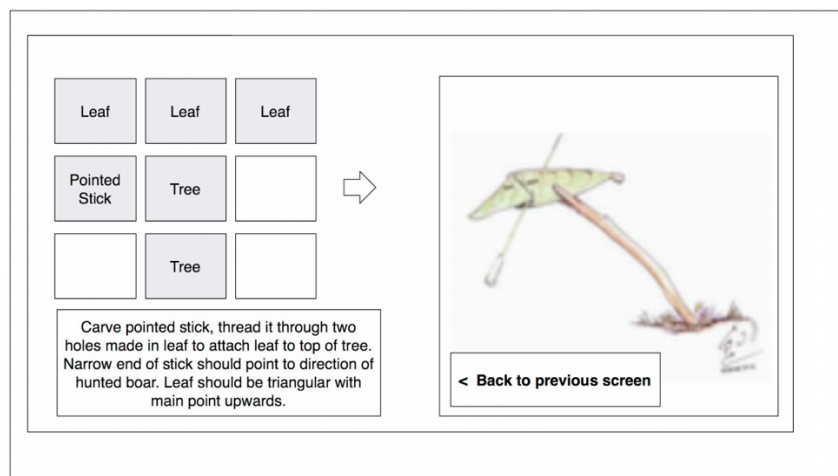 Leaf Leaf Leaf
Pointed
Stick
Tree
Tree
Carve pointed stick, thread it through two
holes made in leaf to attach leaf to top of tree.
Narrow end of stick should point to direction of
hunted boar. Leaf should be triangular with
main point upwards.
< Back to previous screen